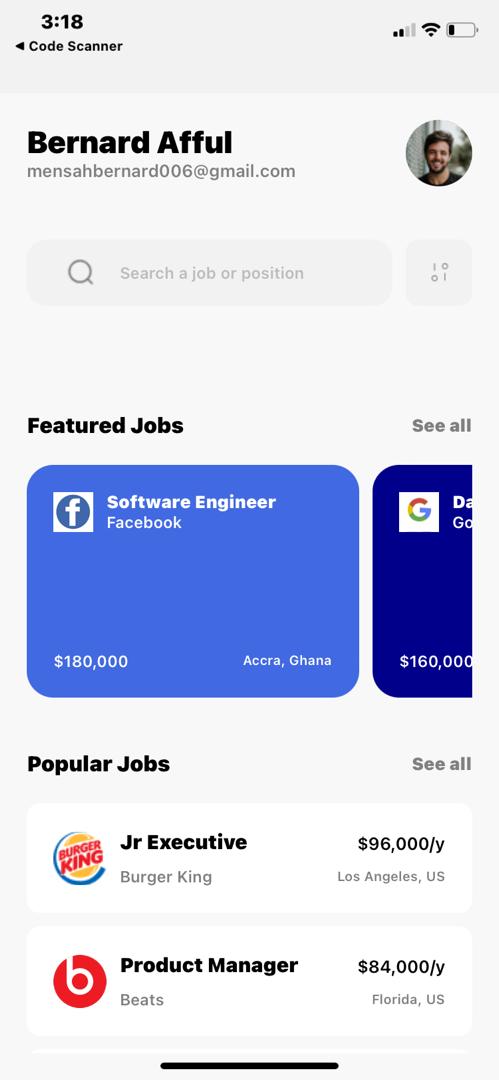 3:18
◀ Code Scanner
Bernard Afful
mensahbernard006@gmail.com
Search a job or position
Featured Jobs See all
Software Engineer
Facebook
$180,000 Accra, Ghana
Da
Go
$160,000
Popular Jobs See all
BURGER KING
Jr Executive $96,000/y
Burger King Los Angeles, US
Product Manager $84,000/y
Beats Florida, US